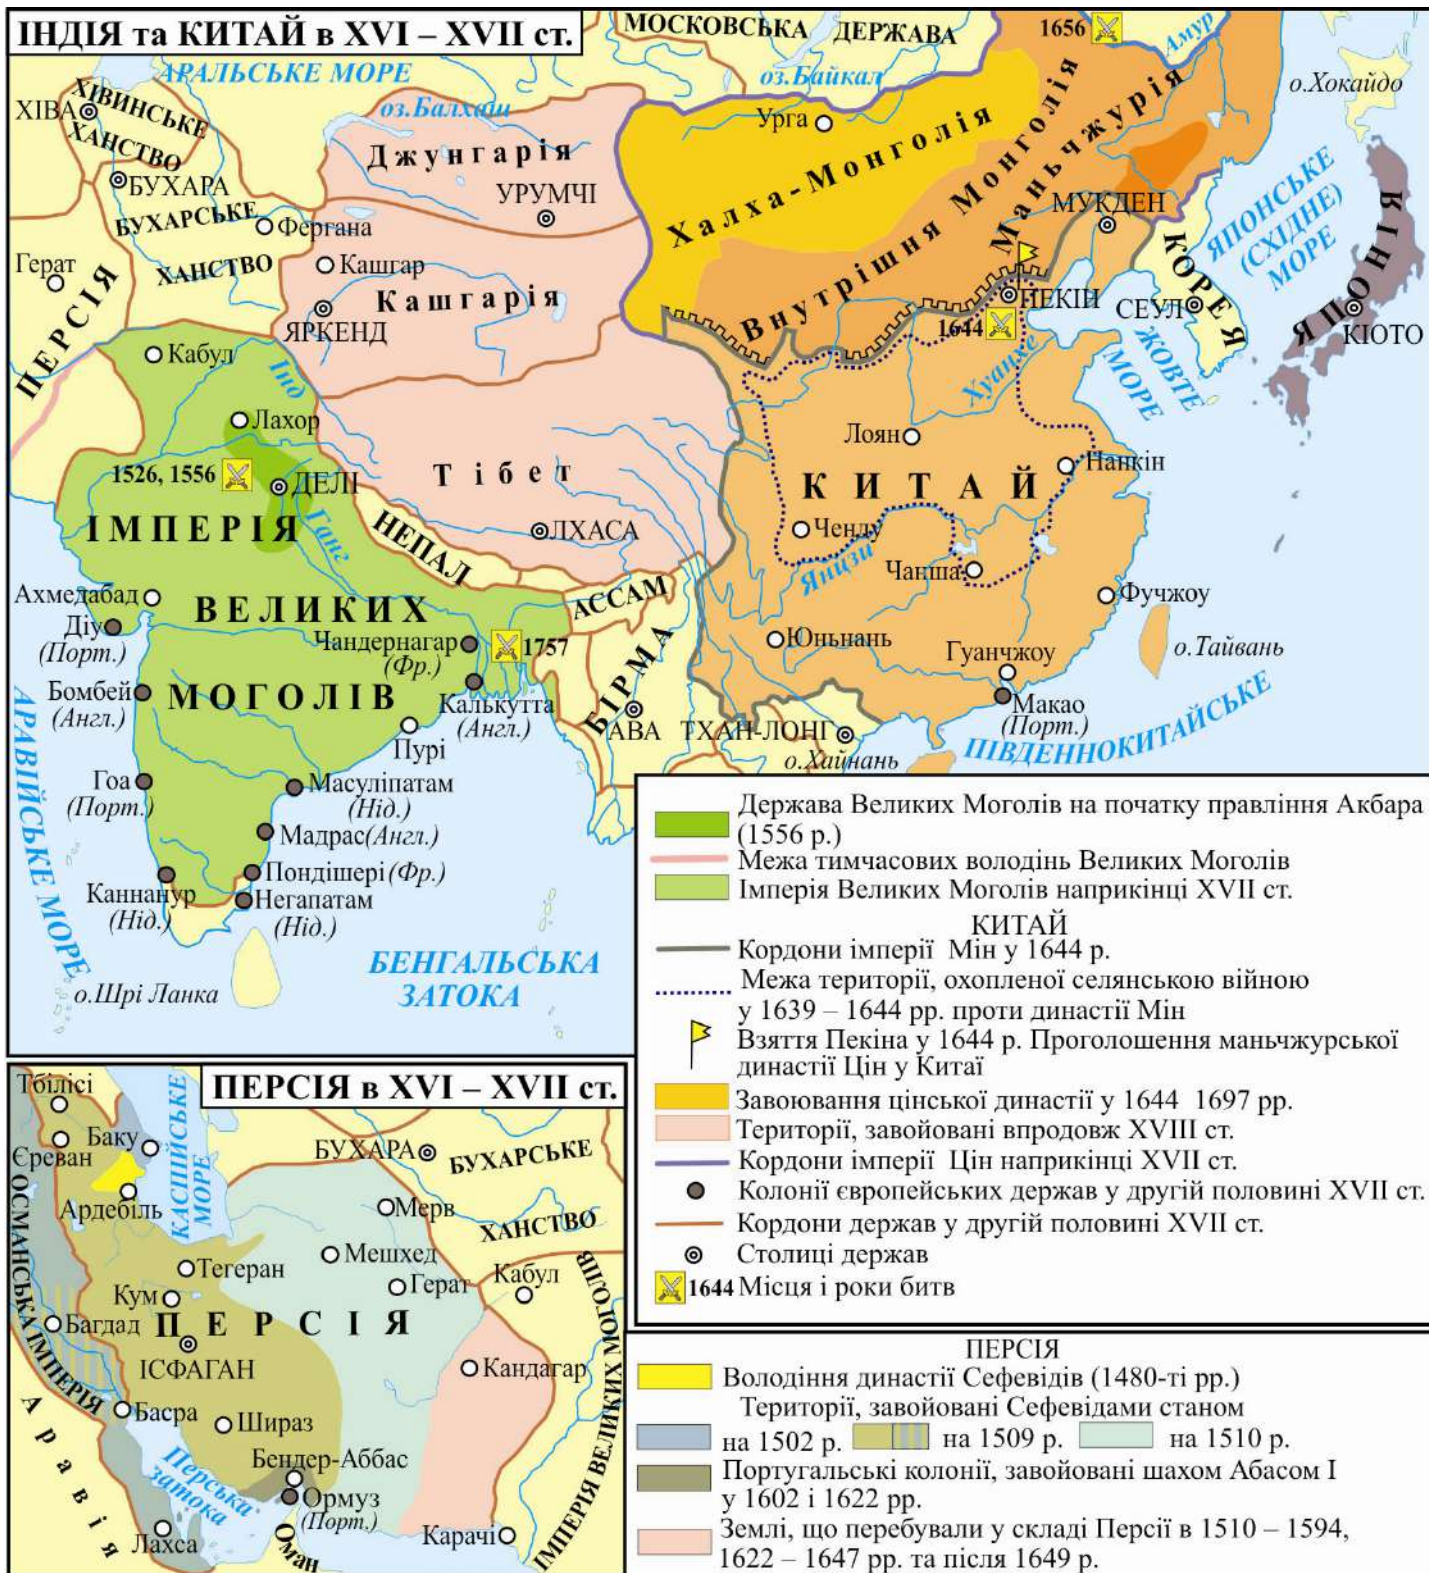 ІНДІЯ та КИТАЙ в XVI – XVII ст.
МОСКОВСЬКА ДЕРЖАВА
1656
Амур
АРАЛЬСЬКЕ МОРЕ
оз.Байкал
о.Хокайдо
ХІВА
ХІВИНСЬКЕ
ХАНСТВО
оз.Балхаш
Урга
Джунгарія
Халха-Монголія
Внутрішня Монголія
Маньчжурія
БУХАРА
УРУМЧІ
МУКДЕН
ЯПОНСЬКЕ
(СХІДНЕ)
МОРЕ
БУХАРСЬКЕ
ХАНСТВО
Фергана
Герат
Кашгар
Кашгарія
ЯРКЕНД
ПЕКІН
1644
КОРЕЯ
СЕУЛ
ЯПОНІЯ
КІОТО
ПЕРСІЯ
Кабул
Інд
Хуанхе
ЖОВТЕ
МОРЕ
Лахор
Лоян
1526, 1556
ДЕЛІ
Тібет
КИТАЙ
Нанкін
ІМПЕРІЯ
Ганг
НЕПАЛ
ЛХАСА
Ченду
Янцзи
Чанша
Ахмедабад
ВЕЛИКИХ
АССАМ
Фучжоу
Діу
(Порт.)
Чандернагар
(Фр.)
1757
Юньнань
о.Тайвань
Гуанчжоу
Бомбей
(Англ.)
МОГОЛІВ
Калькутта
(Англ.)
БІРМА
АВА
ТХАН-ЛОНГ
Макао
(Порт.)
ПІВДЕННОКИТАЙСЬКЕ
Пурі
о.Хайнань
АРАВІЙСЬКЕ МОРЕ
Гоа
(Порт.)
Масуліпатам
(Нід.)
Мадрас(Англ.)
Каннанур
(Нід.)
Пондішері (Фр.)
Негапатам
(Нід.)
БЕНГАЛЬСЬКА
ЗАТОКА
о.Шрі Ланка
Держава Великих Моголів на початку правління Акбара
(1556 р.)
Межа тимчасових володінь Великих Моголів
Імперія Великих Моголів наприкінці XVII ст.
КИТАЙ
Кордони імперії Мін у 1644 р.
Межа території, охопленої селянською війною
у 1639 – 1644 рр. проти династії Мін
Взяття Пекіна у 1644 р. Проголошення маньчжурської
династії Цін у Китаї
Завоювання цінської династії у 1644 1697 рр.
Території, завойовані впродовж XVIII ст.
Кордони імперії Цін наприкінці XVII ст.
Колонії європейських держав у другій половині XVII ст.
Кордони держав у другій половині XVII ст.
Столиці держав
1644 Місця і роки битв
ПЕРСІЯ в XVI – XVII ст.
Тбілісі
Баку
Єреван
КАСПІЙСЬКЕ
МОРЕ
БУХАРА
БУХАРСЬКЕ
ХАНСТВО
Ардебіль
Мерв
ОСМАНСЬКА ІМПЕРІЯ
Тегеран
Мешхед
Герат
Кабул
Кум
ПЕРСІЯ
Багдад
ІСФАГАН
Кандагар
ІМПЕРІЯ ВЕЛИКИХ МОГОЛІВ
Басра
Шираз
Аравія
Перська
затока
Бендер-Аббас
Ормуз
(Порт.)
Лахса
Оман
Карачі
ПЕРСІЯ
Володіння династії Сефевідів (1480-ті рр.)
Території, завойовані Сефевідами станом
на 1502 р. на 1509 р. на 1510 р.
Португальські колонії, завойовані шахом Абасом І
у 1602 і 1622 рр.
Землі, що перебували у складі Персії в 1510 – 1594,
1622 – 1647 рр. та після 1649 р.